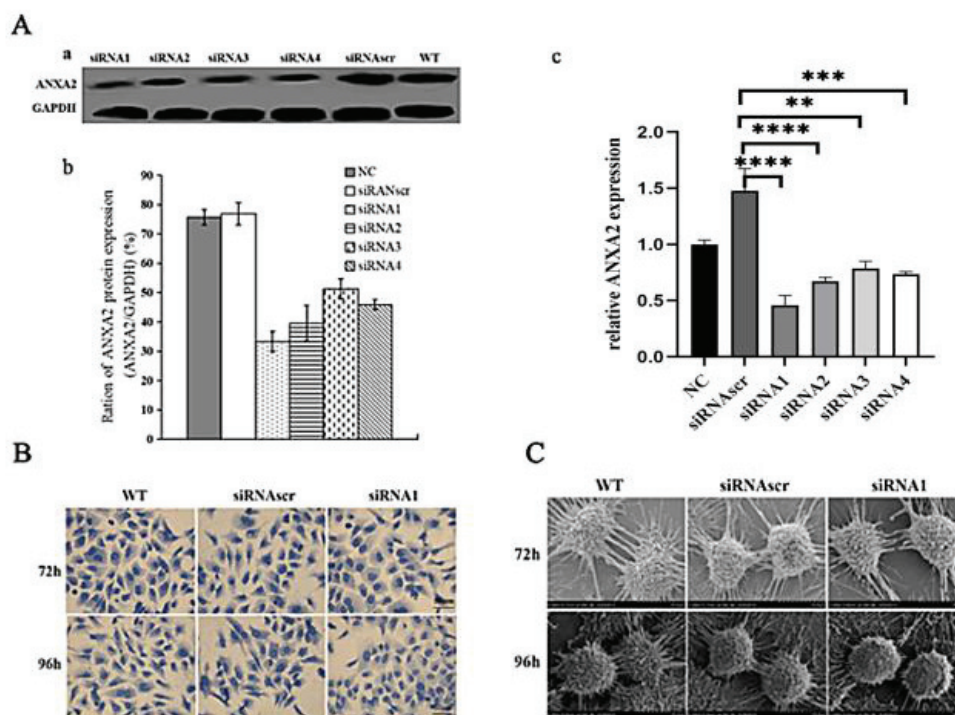 A
a
siRNA1 siRNA2 siRNA3 siRNA4 siRNAscr WT
ANXA2
GAPDH
b
Ration of ANXA2 protein expression
(ANXA2/GAPDH) (%)
90
80
70
60
50
40
30
20
10
0
NC
siRANscr
siRNA1
siRNA2
siRNA3
siRNA4
c
relative ANXA2 expression
2.0
1.5
1.0
0.5
0.0
***
**
****
****
NC siRNAscr siRNA1 siRNA2 siRNA3 siRNA4
B
WT siRNAscr siRNA1
72h
96h
C
WT siRNAscr siRNA1
72h
96h